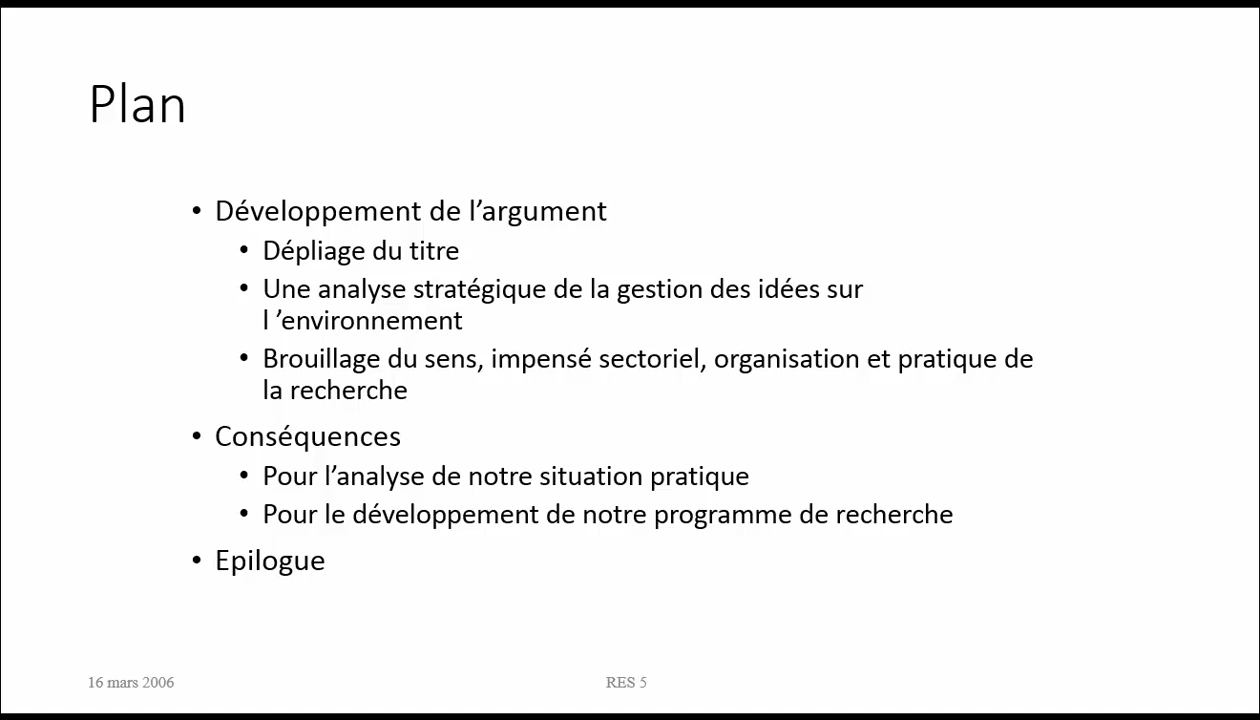 Plan
• Développement de l’argument
• Dépliage du titre
• Une analyse stratégique de la gestion des idées sur
l ’environnement
• Brouillage du sens, impensé sectoriel, organisation et pratique de
la recherche
• Conséquences
• Pour l’analyse de notre situation pratique
• Pour le développement de notre programme de recherche
• Epilogue
16 mars 2006
RES 5